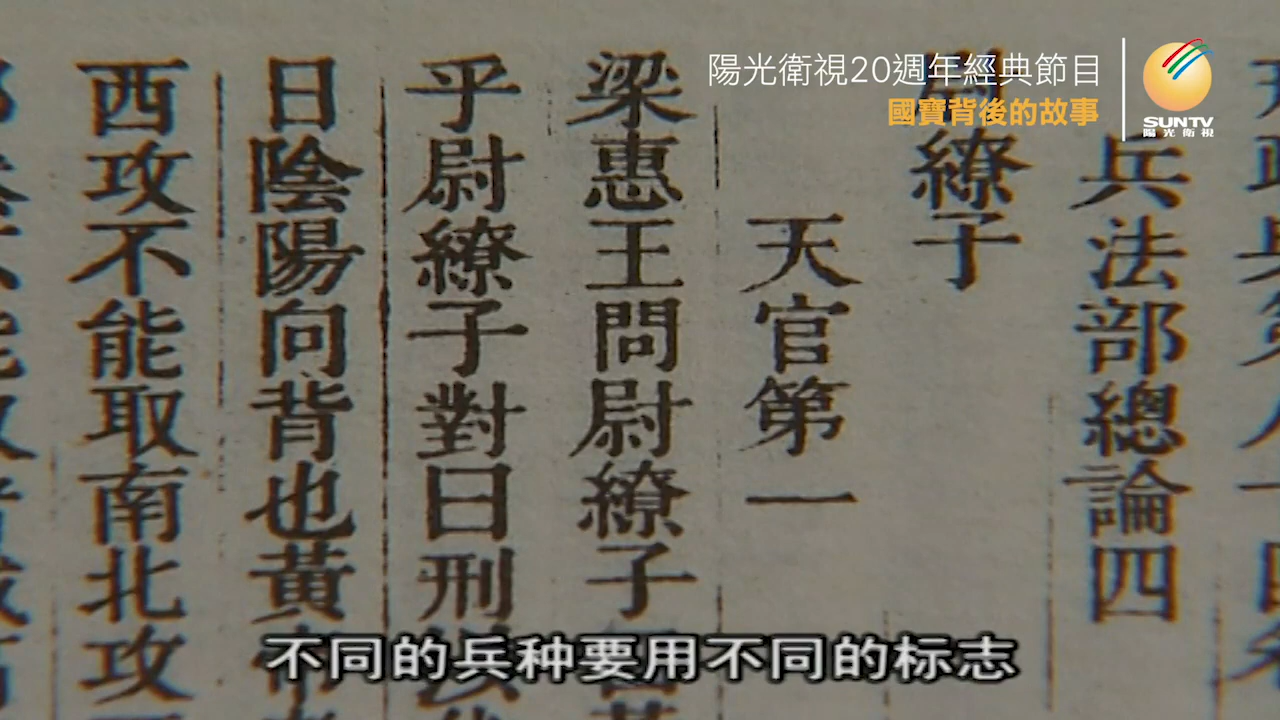 陽光衛視20週年經典節目
國寶背後的故事
SUNTV
陽光衛視
兵法部總論四
繚子
天官第一
梁惠王問尉繚子
乎尉繚子對曰刑
日陰陽向背也黃
西攻不能取南北攻
不同的兵种要用不同的标志